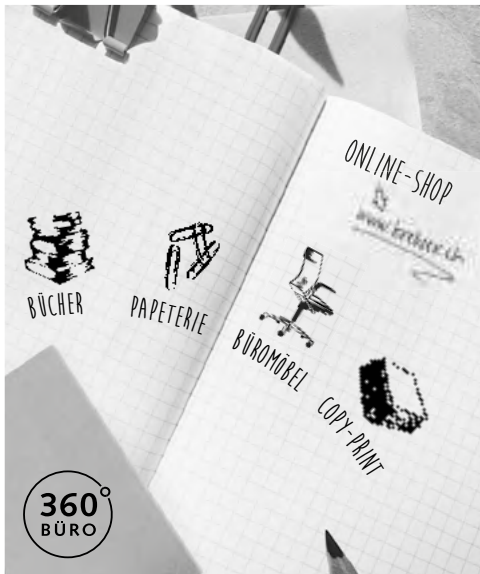 ONLINE-SHOP
BÜCHER
PAPETERIE
BÜROMÖBEL
COPY-PRINT
360°
BÜRO